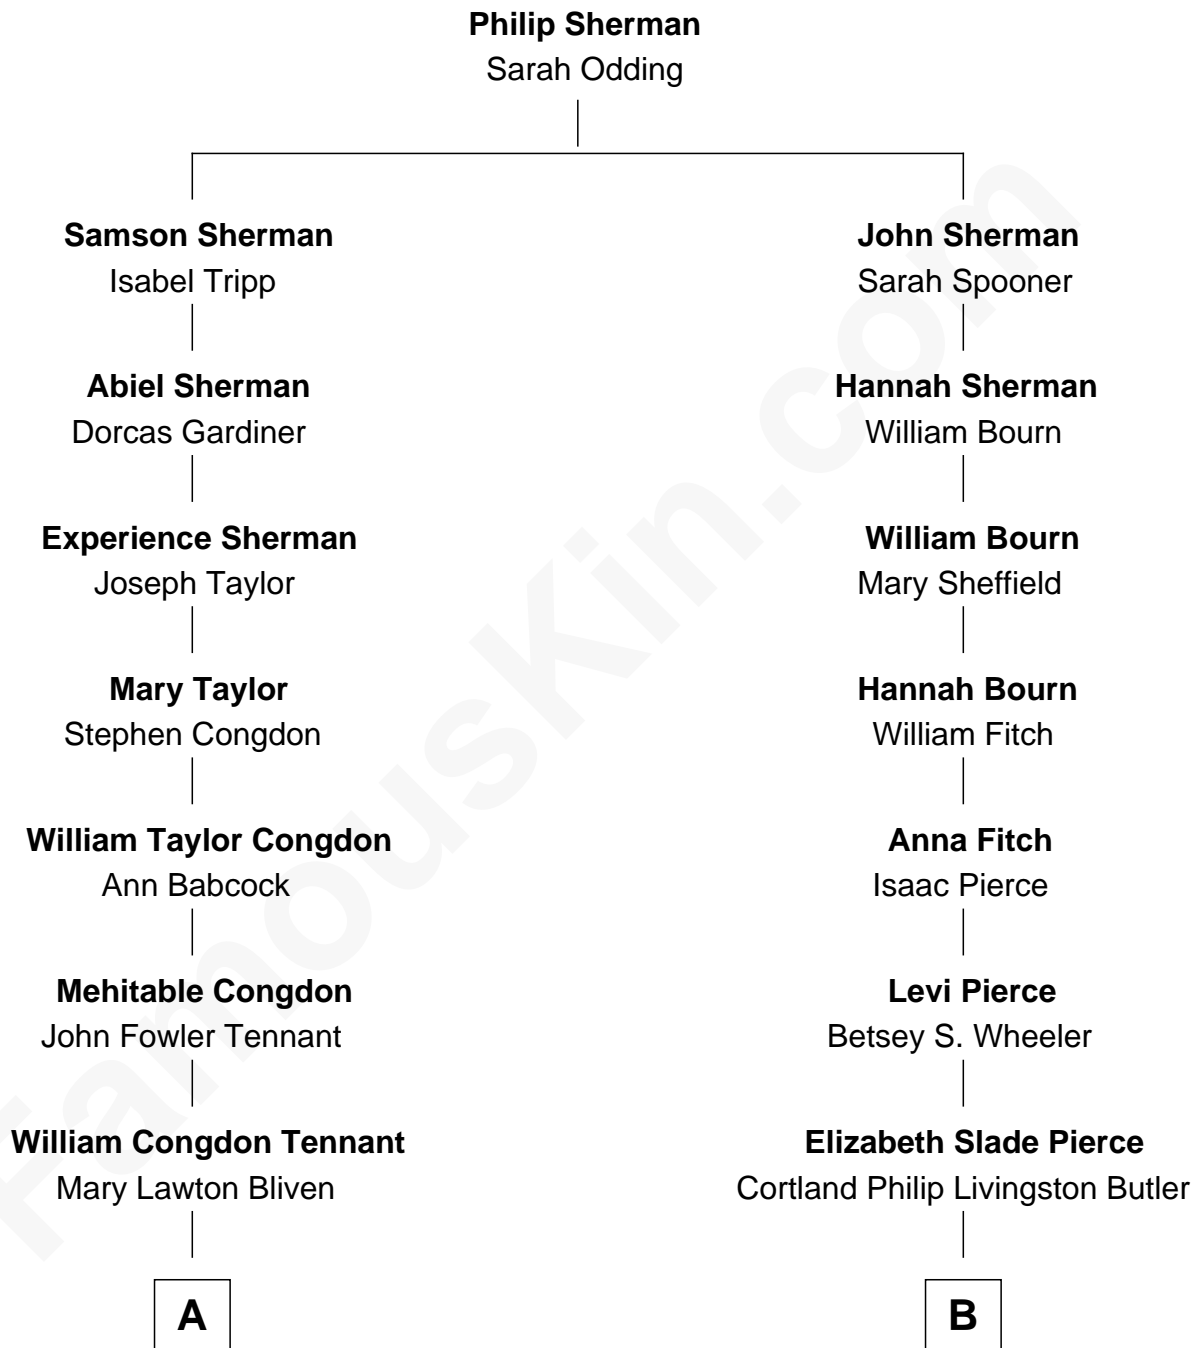 Philip Sherman
Sarah Odding
Samson Sherman
Isabel Tripp
John Sherman
Sarah Spooner
Abiel Sherman
Dorcas Gardiner
Hannah Sherman
William Bourn
Experience Sherman
Joseph Taylor
William Bourn
Mary Sheffield
Mary Taylor
Stephen Congdon
Hannah Bourn
William Fitch
William Taylor Congdon
Ann Babcock
Anna Fitch
Isaac Pierce
Mehitable Congdon
John Fowler Tennant
Levi Pierce
Betsey S. Wheeler
William Congdon Tennant
Mary Lawton Bliven
Elizabeth Slade Pierce
Cortland Philip Livingston Butler
A
B
FamousKin.com